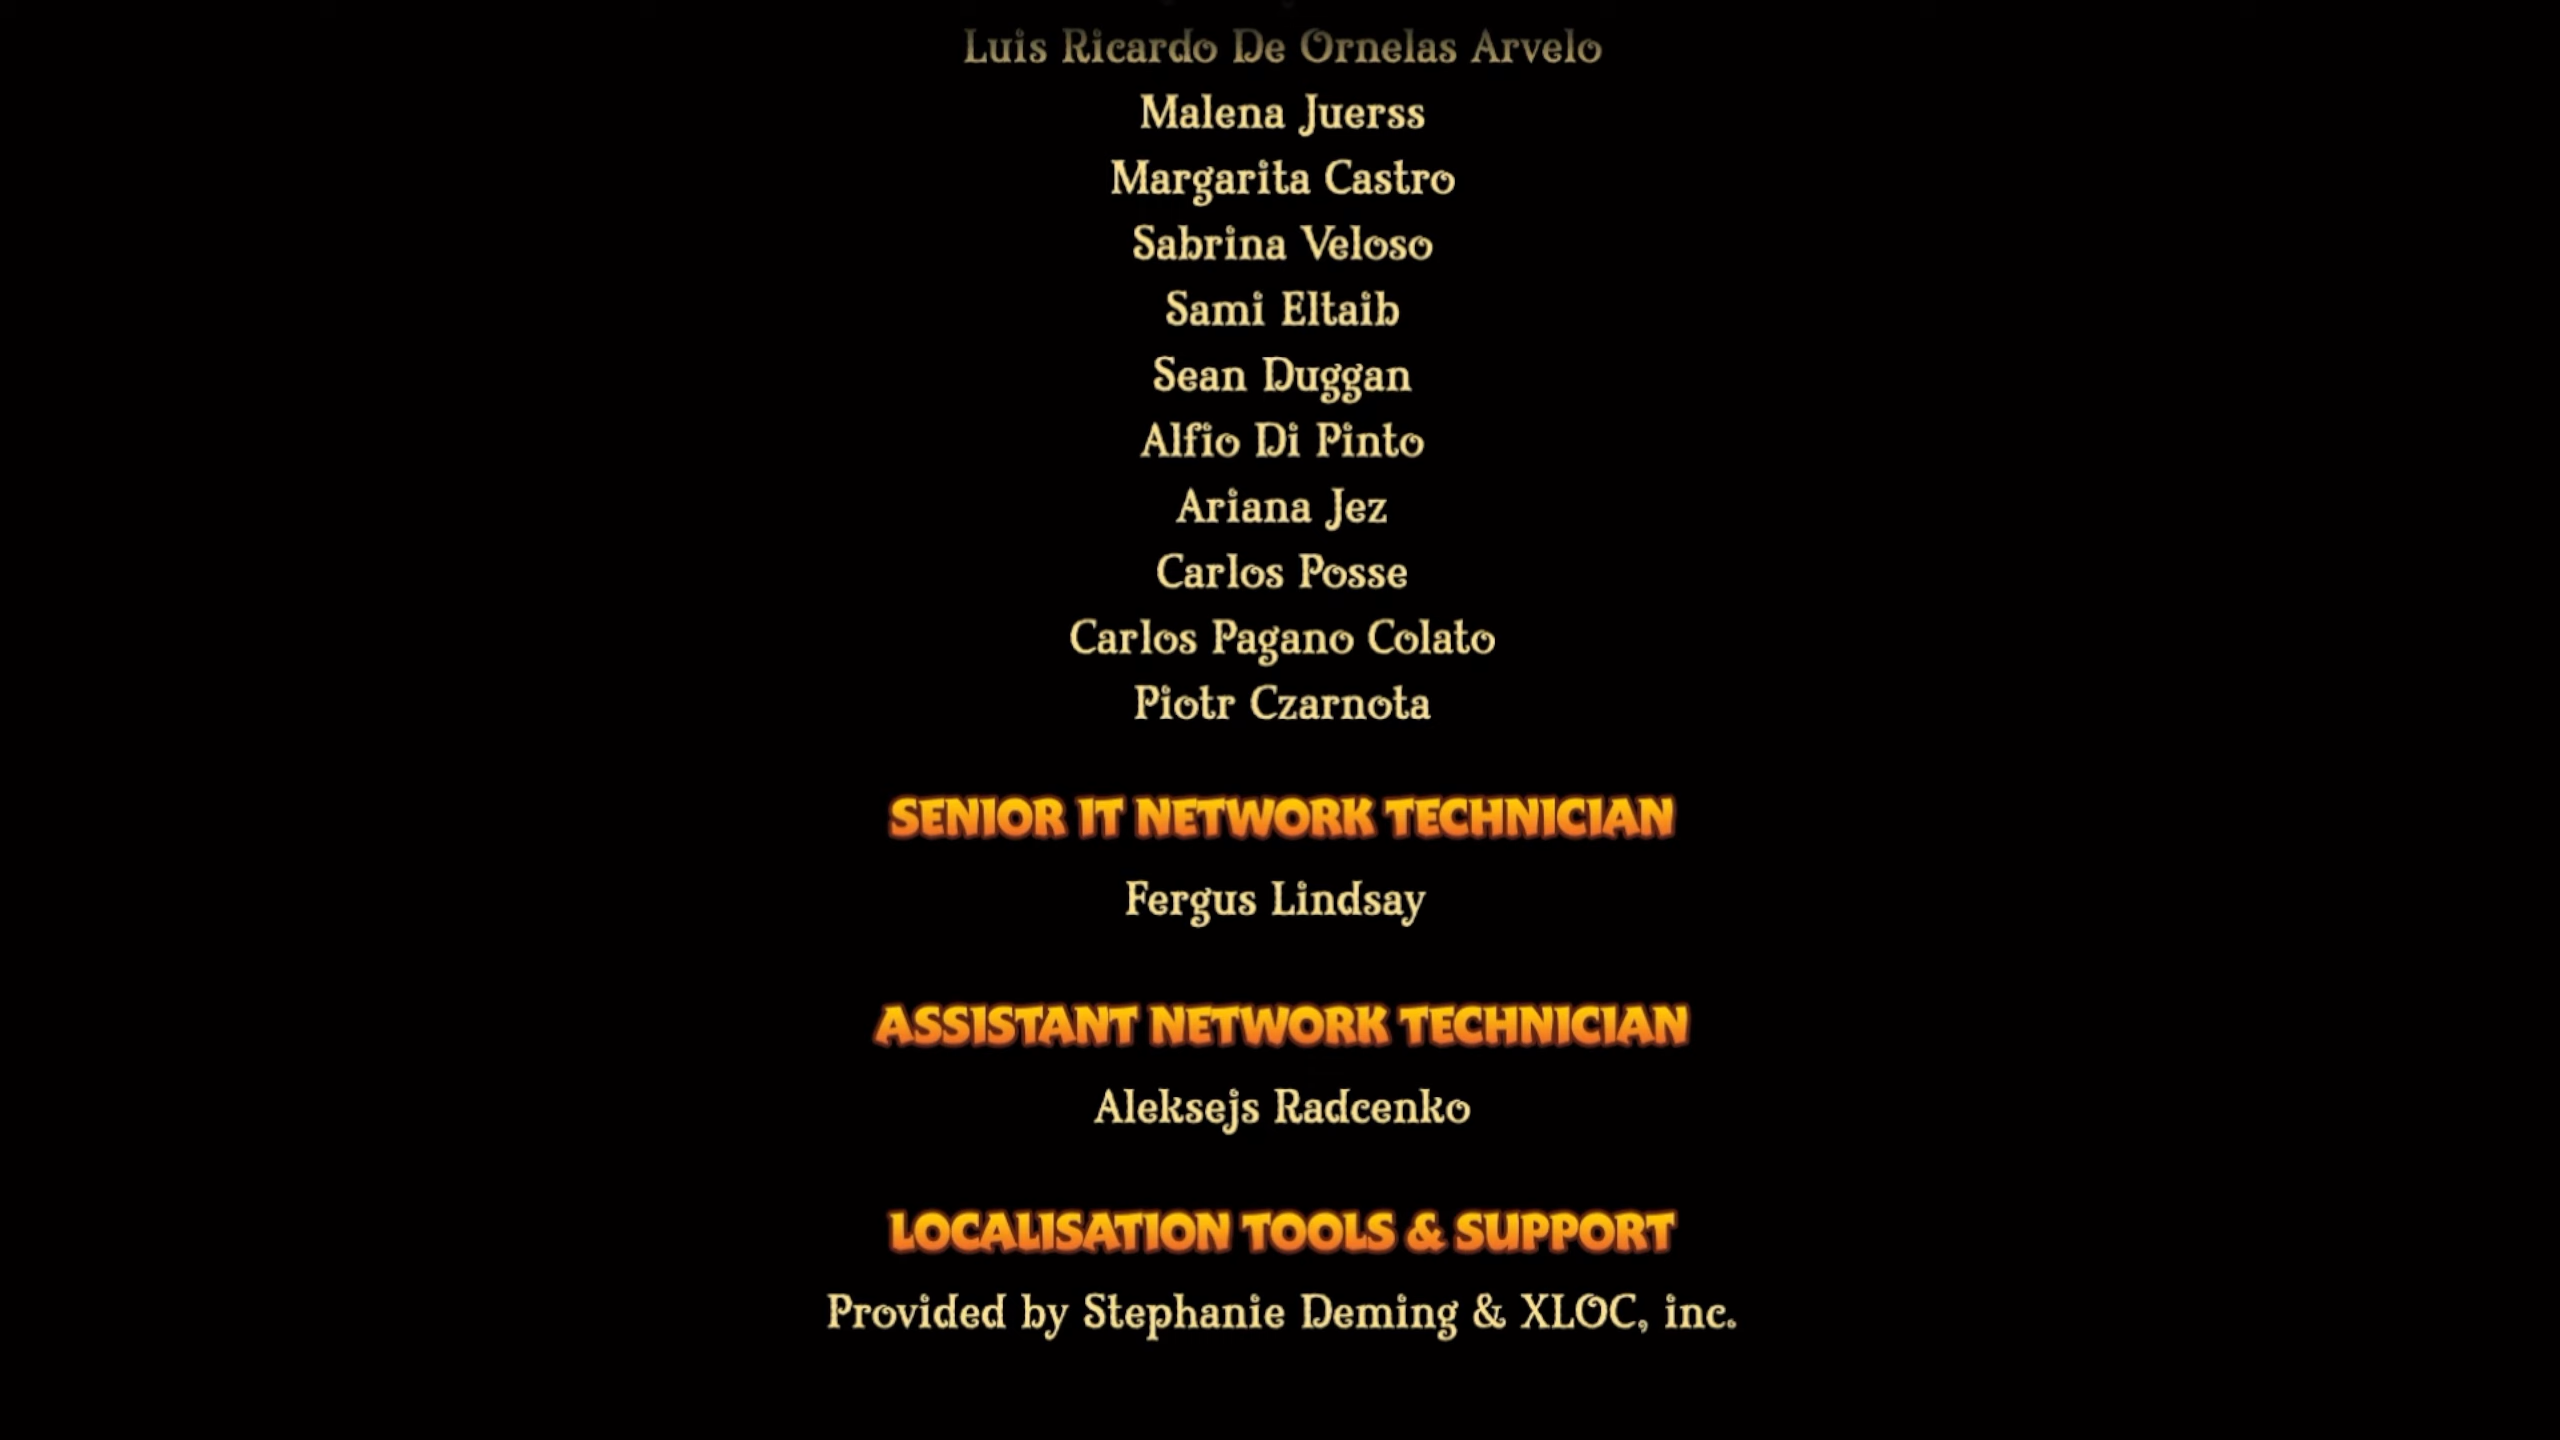 Luis Ricardo De Ornelas Arvelo
Malena Juerss
Margarita Castro
Sabrina Veloso
Sami Eltaib
Sean Duggan
Alfio Di Pinto
Ariana Jez
Carlos Posse
Carlos Pagano Colato
Piotr Czarnota
SENIOR IT NETWORK TECHNICIAN
Fergus Lindsay
ASSISTANT NETWORK TECHNICIAN
Aleksejs Radcenko
LOCALISATION TOOLS & SUPPORT
Provided by Stephanie Deming & XLOC, inc.